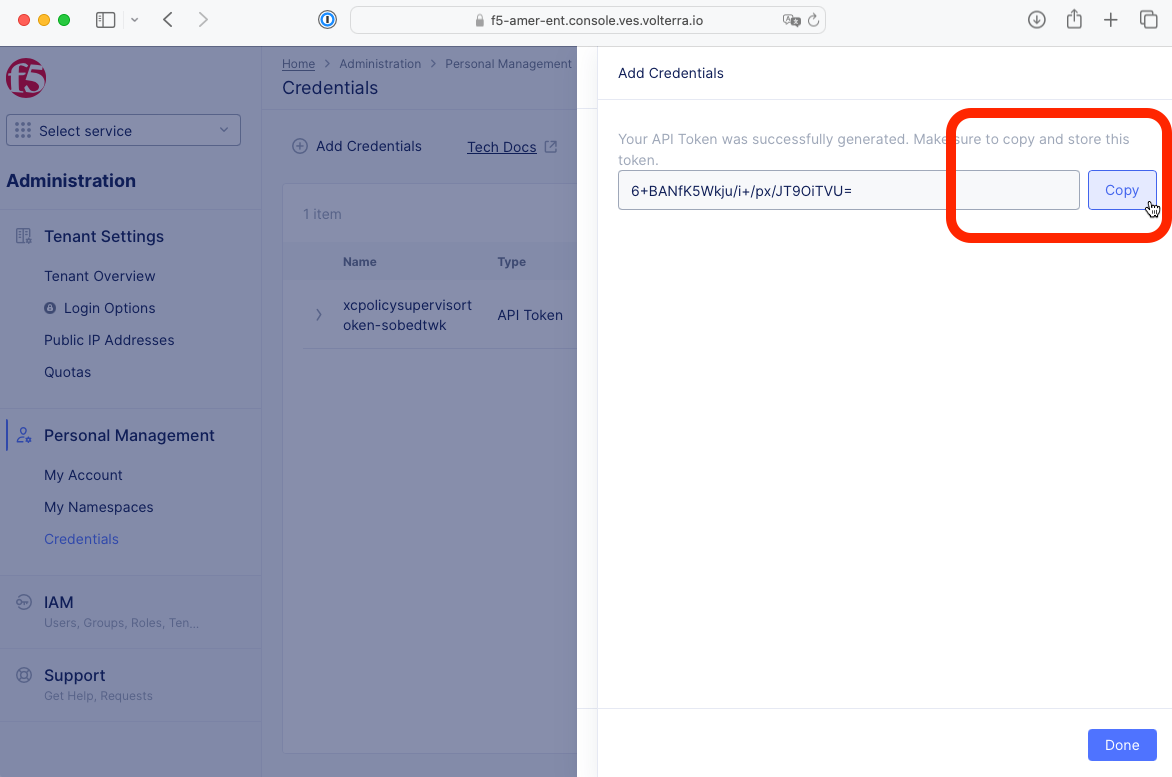 f5-amer-ent.console.ves.volterra.io
f5
Select service
Administration
Tenant Settings
Tenant Overview
Login Options
Public IP Addresses
Quotas
Personal Management
My Account
My Namespaces
Credentials
IAM
Users, Groups, Roles, Ten...
Support
Get Help, Requests
Home > Administration > Personal Management
Credentials
Add Credentials
Tech Docs
1 item
Name Type
xcpolicysupervisort
oken-sobedtwk
API Token
Add Credentials
Your API Token was successfully generated. Make sure to copy and store this
token.
6+BANfK5Wkju/i+/px/JT9OiTVU=
Copy
Done